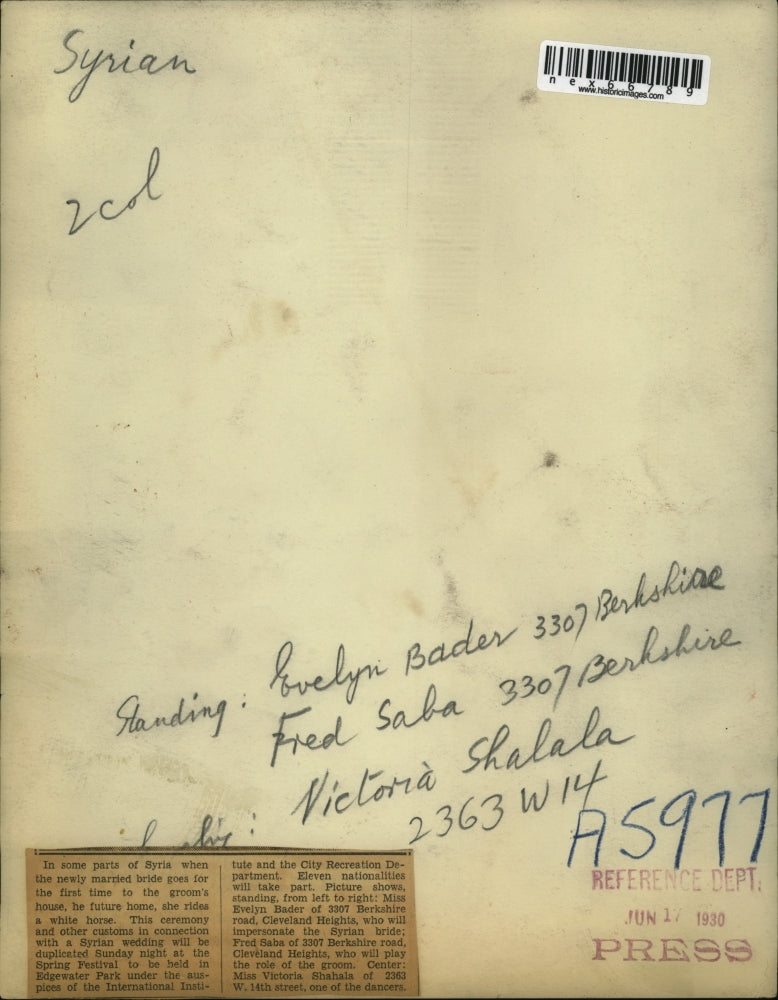 Syrian
nex66789
www.historicimages.com
2 col
Standing: Evelyn Bader 3307 Berkshire
Fred Saba 3307 Berkshire
Victoria Shalala
2363 W 14
A5977
REFERENCE DEPT.
JUN 17 1930
PRESS
In some parts of Syria when
the newly married bride goes for
the first time to the groom's
house, he future home, she rides
a white horse. This ceremony
and other customs in connection
with a Syrian wedding will be
duplicated Sunday night at the
Spring Festival to be held in
Edgewater Park under the aus-
pices of the International Insti-
tute and the City Recreation De-
partment. Eleven nationalities
will take part. Picture shows,
standing, from left to right: Miss
Evelyn Bader of 3307 Berkshire
road, Cleveland Heights, who will
impersonate the Syrian bride;
Fred Saba of 3307 Berkshire road,
Cleveland Heights, who will play
the role of the groom. Center:
Miss Victoria Shahala of 2363
W. 14th street, one of the dancers.